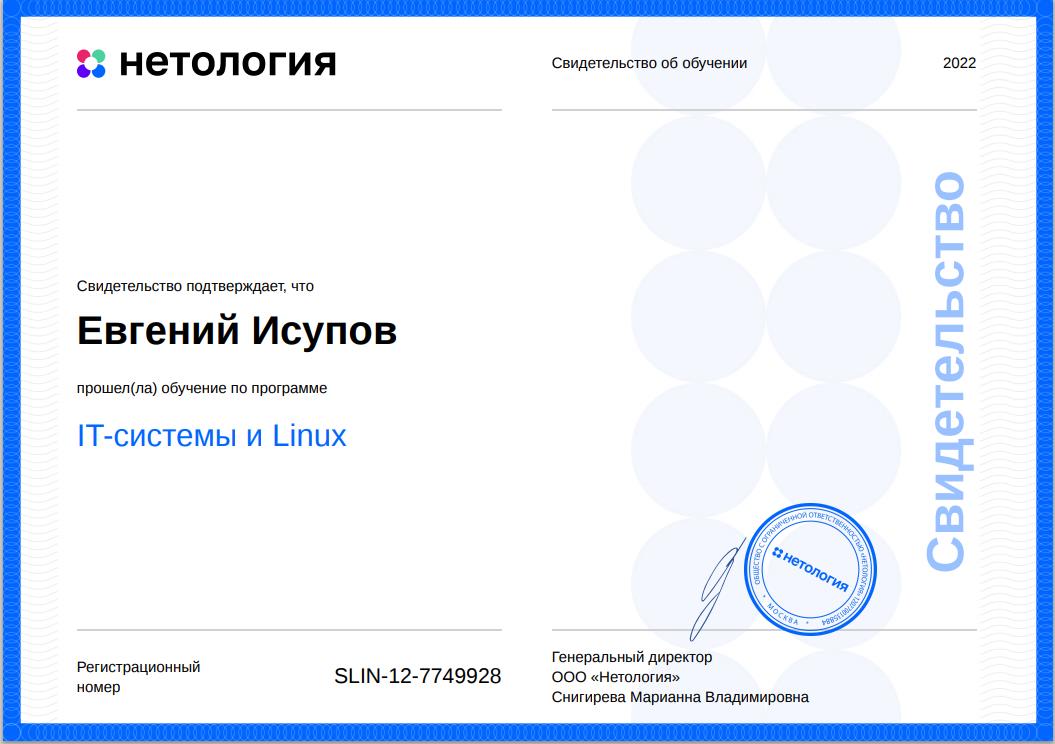 нетология
Свидетельство об обучении
2022
Свидетельство подтверждает, что
Евгений Исупов
прошел(ла) обучение по программе
IT-системы и Linux
Свидетельство
ОБЩЕСТВО С ОГРАНИЧЕННОЙ ОТВЕТСТВЕННОСТЬЮ «НЕТОЛОГИЯ»
* МОСКВА *
нетология
Регистрационный
номер
SLIN-12-7749928
Генеральный директор
ООО «Нетология»
Снигирева Марианна Владимировна